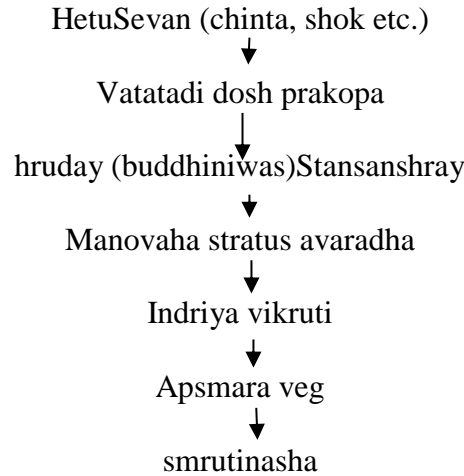 HetuSevan (chinta, shok etc.)
Vatatadi dosh prakopa
hruday (buddhiniwas)Stansanshray
Manovaha stratus avaradha
Indriya vikruti
Apsmara veg
smrutinasha